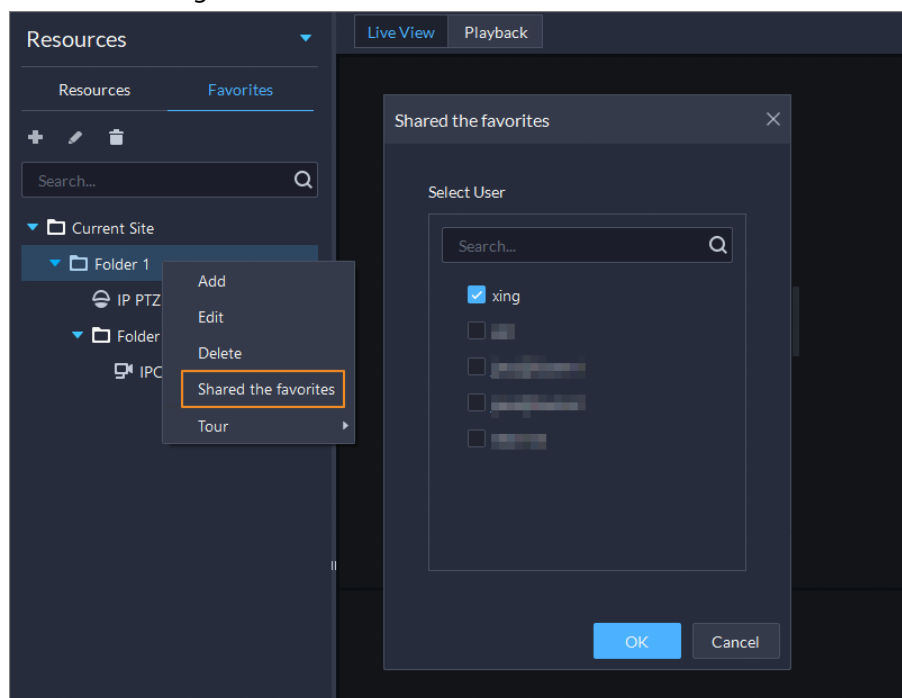 Resources
Live View
Playback
Resources
Favorites
Search...
Current Site
Folder 1
IP PTZ
Folder
IPC
Add
Edit
Delete
Shared the favorites
Tour
Shared the favorites
Select User
Search...
xing
OK
Cancel